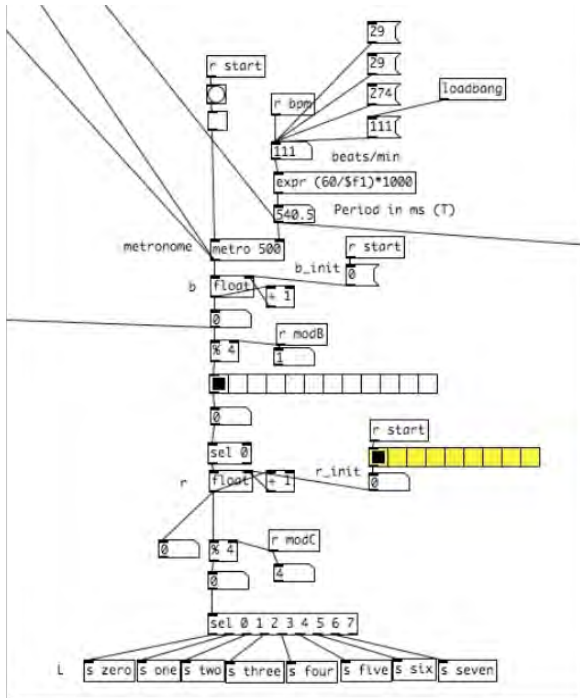 29
r start
29
274
loadbang
r bpm
111
111
beats/min
expr (60/$f1)*1000
540.5
Period in ms (T)
metronome
metro 500
r start
b_init
0
b
float
+ 1
0
r modB
% 4
1
0
r start
sel 0
r_init
r
float
+ 1
0
r modC
0
% 4
4
0
sel 0 1 2 3 4 5 6 7
L
s zero
s one
s two
s three
s four
s five
s six
s seven